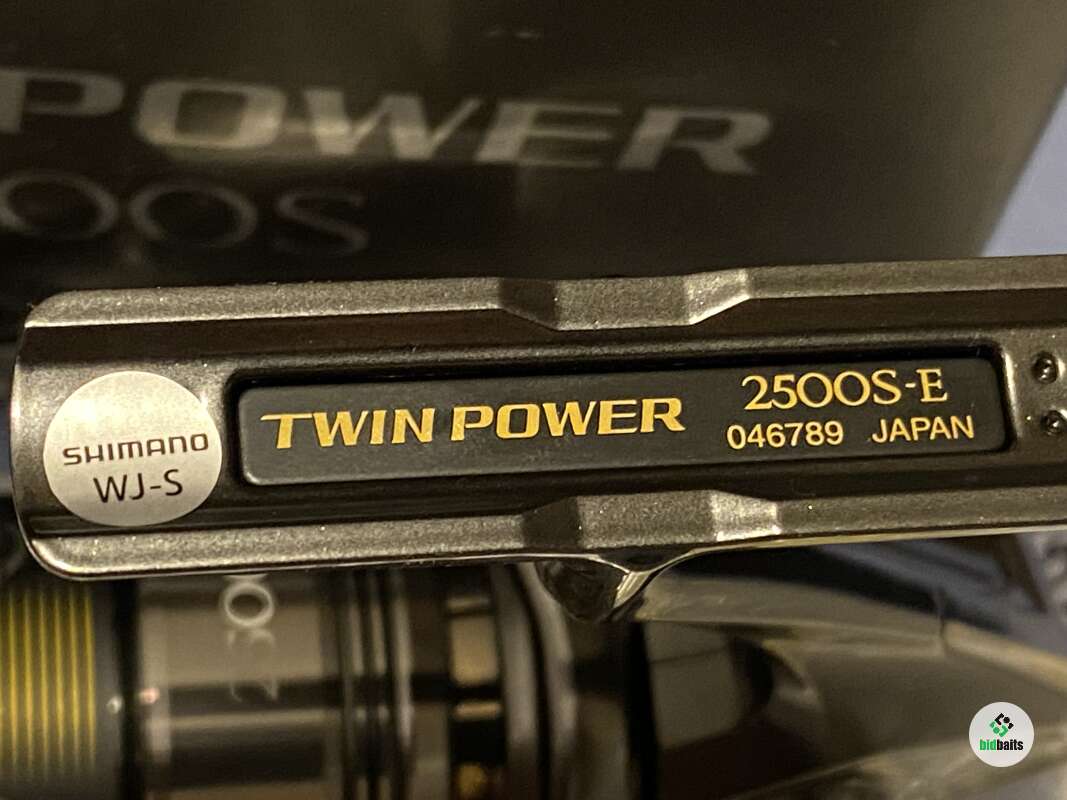 POWER
00S
SHIMANO
WJ-S
TWIN POWER
2500S-E
046789 JAPAN
bidbaits